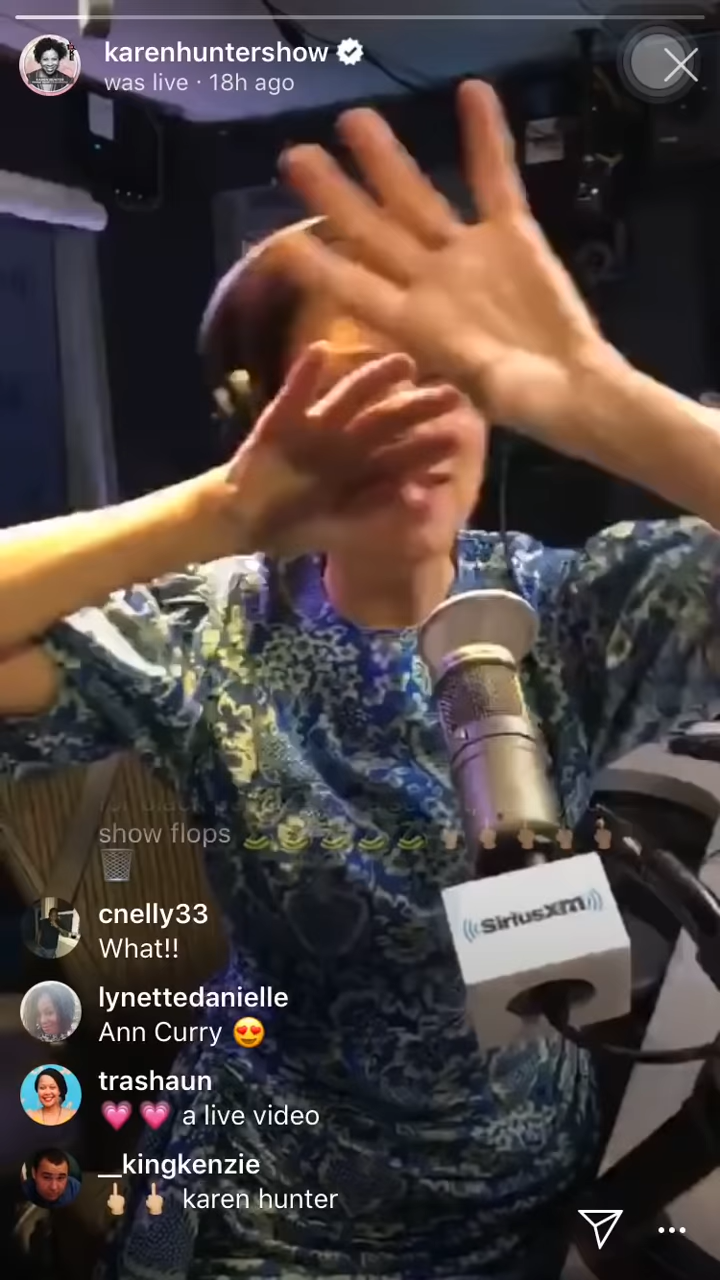 karenhuntershow
was live · 18h ago
show flops
cnelly33
What!!
lynettedanielle
Ann Curry 😍
trashaun
💗 💗 a live video
__kingkenzie
🖕🏼 🖕🏼 karen hunter
SiriusXM